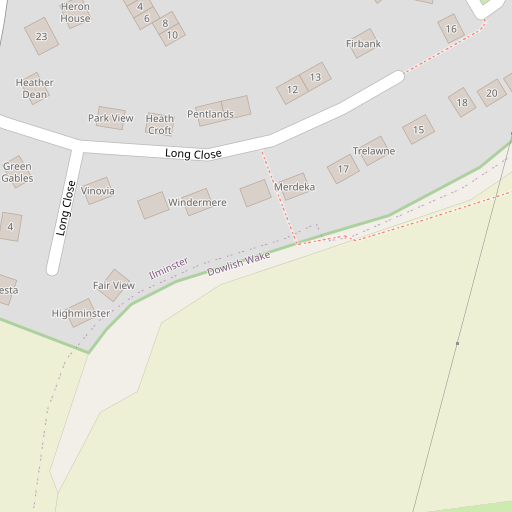 Heron
House
4
6
8
10
23
16
Firbank
13
12
Heather
Dean
Pentlands
20
18
Park View
Heath
Croft
15
Long Close
Trelawne
17
Green
Gables
Vinovia
Merdeka
Windermere
Long Close
4
Ilminster
Dowlish Wake
Fair View
esta
Highminster